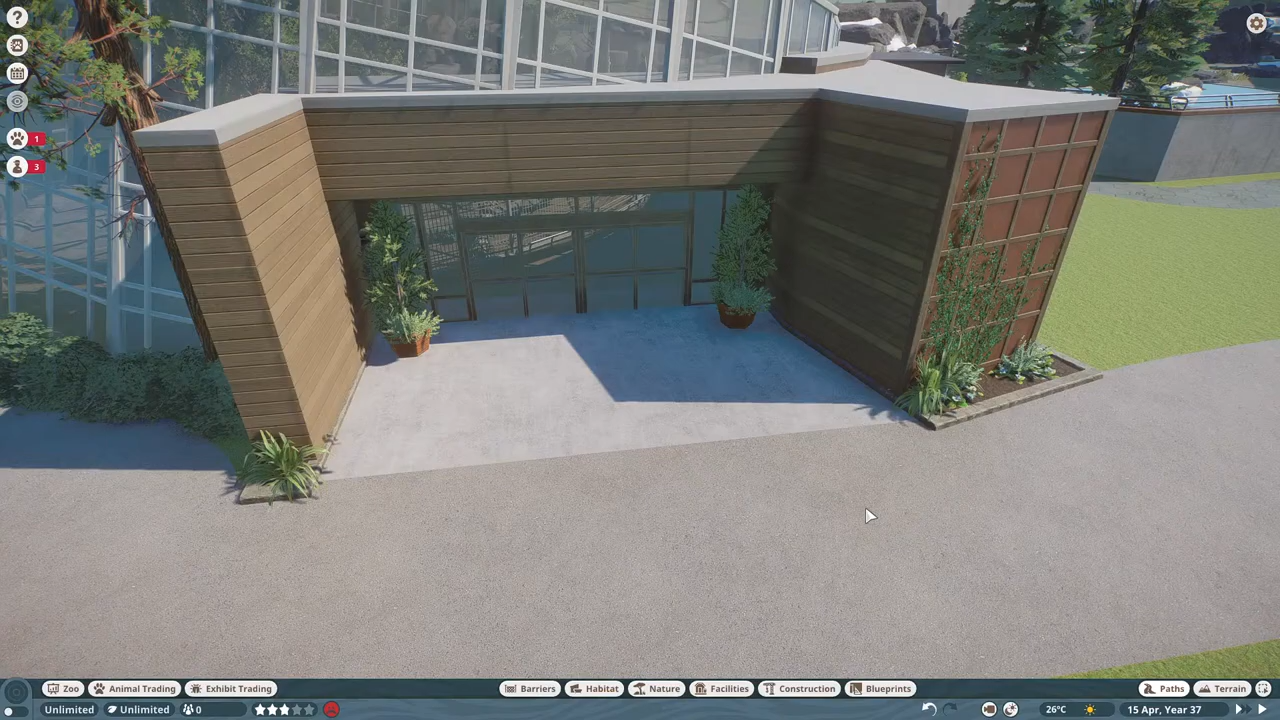 1
3
Zoo
Animal Trading
Exhibit Trading
Barriers
Habitat
Nature
Facilities
Construction
Blueprints
Paths
Terrain
Unlimited
Unlimited
0
26°C
15 Apr, Year 37